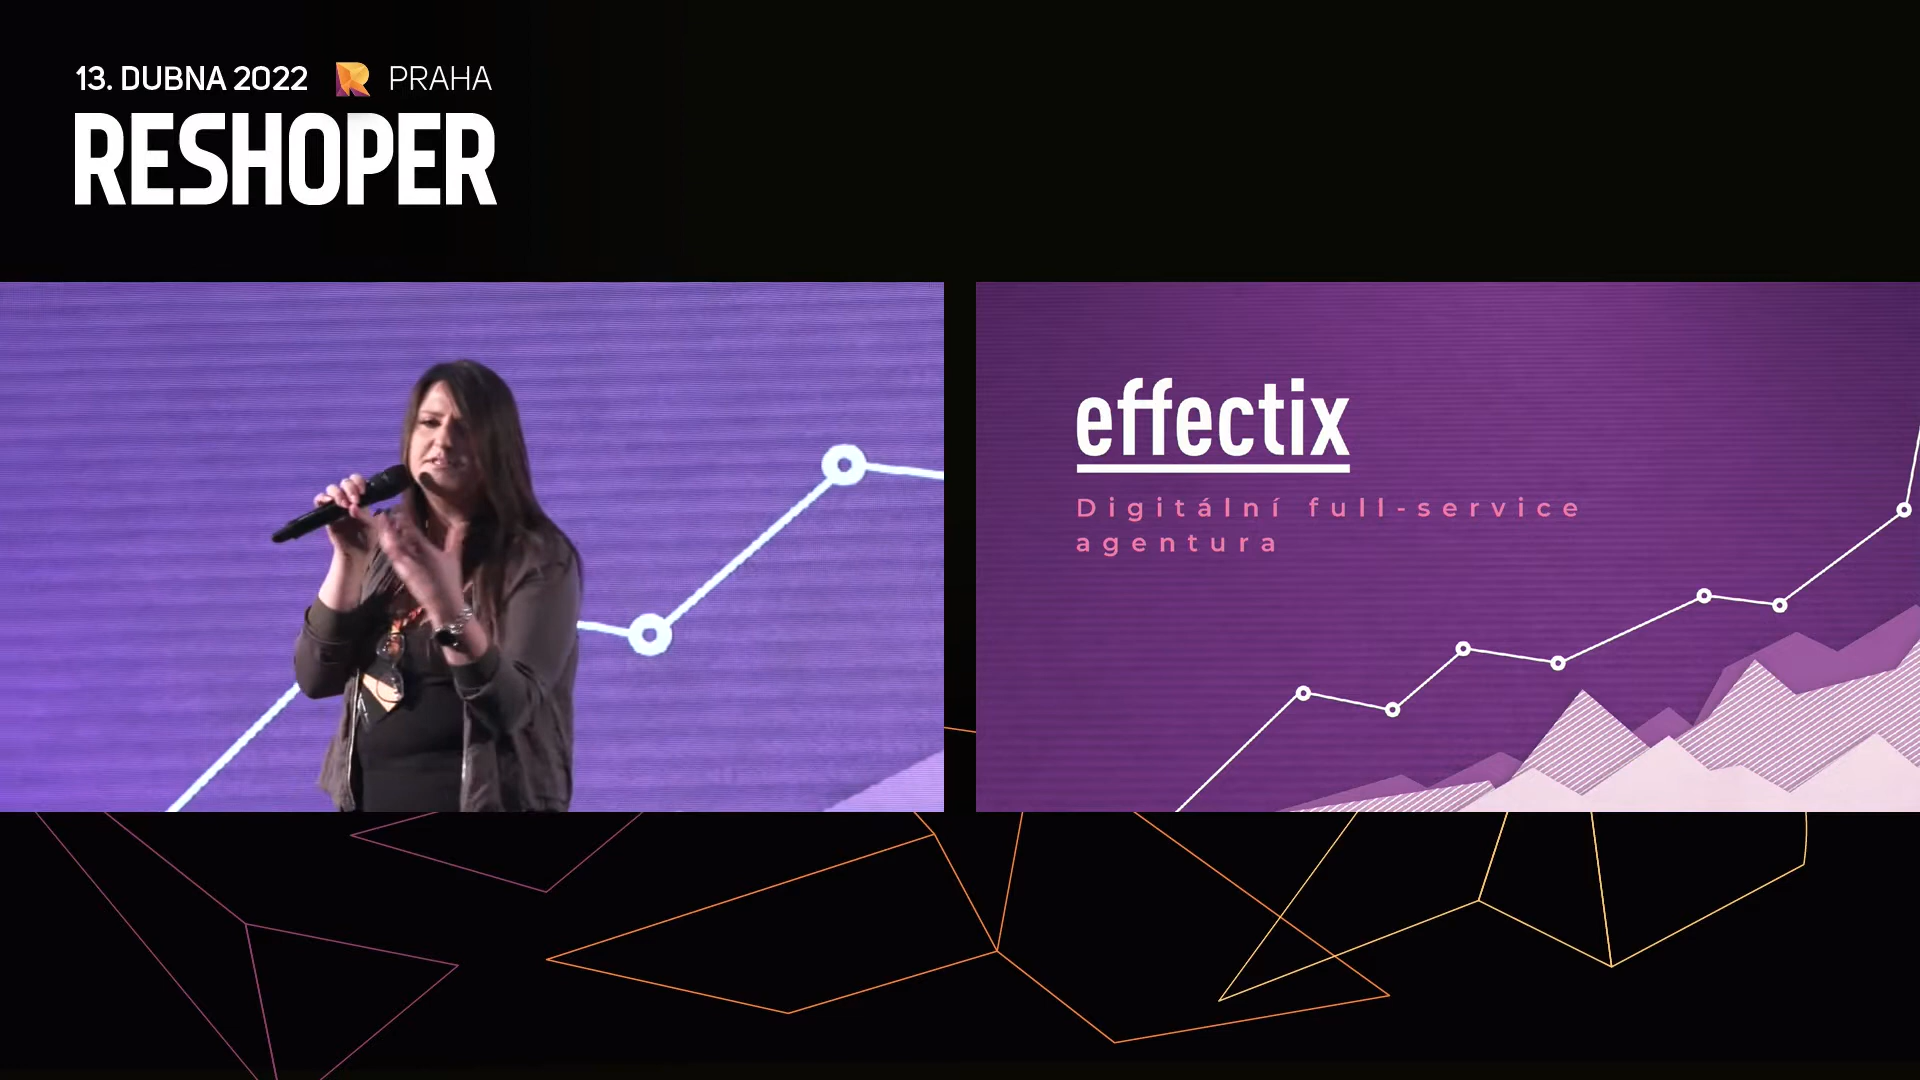 13. DUBNA 2022 PRAHA
RESHOPER
effectix
Digitální full-service
agentura